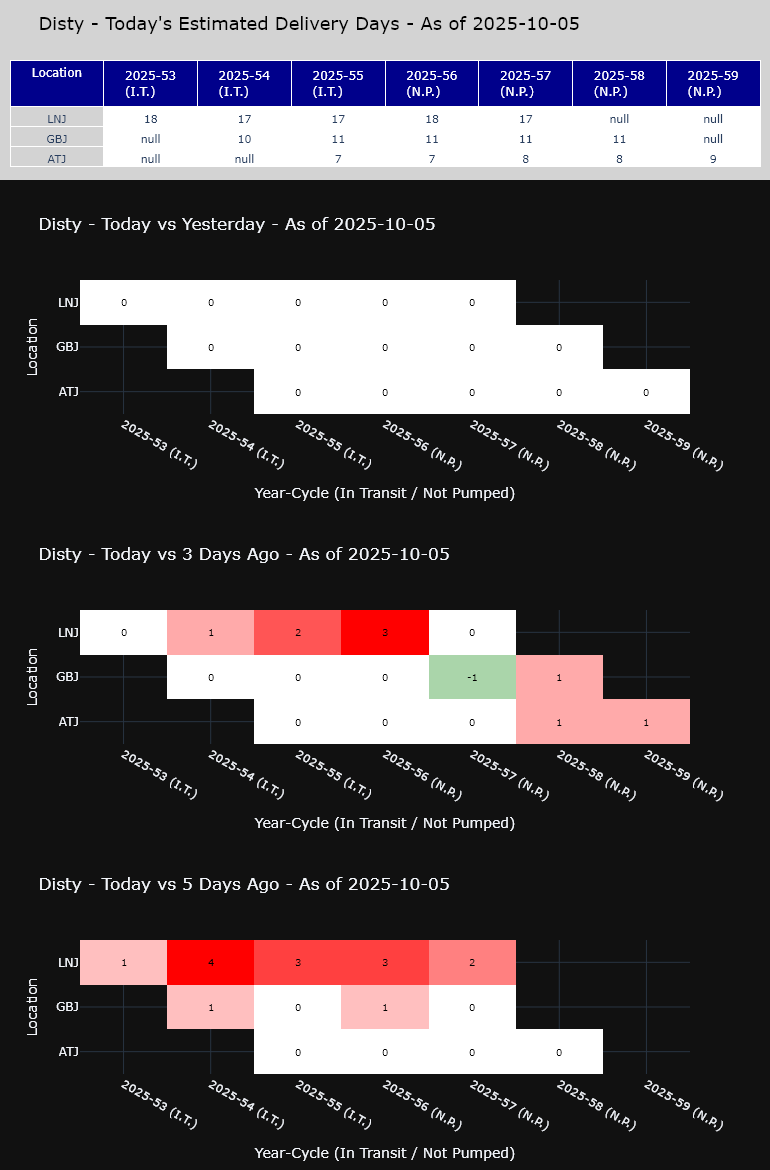 Disty - Today's Estimated Delivery Days - As of 2025-10-05
Location 2025-53 (I.T.) 2025-54 (I.T.) 2025-55 (I.T.) 2025-56 (N.P.) 2025-57 (N.P.) 2025-58 (N.P.) 2025-59 (N.P.)
LNJ 18 17 17 18 17 null null
GBJ null 10 11 11 11 11 null
ATJ null null 7 7 8 8 9
Disty - Today vs Yesterday - As of 2025-10-05
Location
LNJ 0 0 0 0 0
GBJ 0 0 0 0 0
ATJ 0 0 0 0 0
2025-53 (I.T.) 2025-54 (I.T.) 2025-55 (I.T.) 2025-56 (N.P.) 2025-57 (N.P.) 2025-58 (N.P.) 2025-59 (N.P.)
Year-Cycle (In Transit / Not Pumped)
Disty - Today vs 3 Days Ago - As of 2025-10-05
Location
LNJ 0 1 2 3 0
GBJ 0 0 0 -1 1
ATJ 0 0 0 1 1
2025-53 (I.T.) 2025-54 (I.T.) 2025-55 (I.T.) 2025-56 (N.P.) 2025-57 (N.P.) 2025-58 (N.P.) 2025-59 (N.P.)
Year-Cycle (In Transit / Not Pumped)
Disty - Today vs 5 Days Ago - As of 2025-10-05
Location
LNJ 1 4 3 3 2
GBJ 1 0 1 0
ATJ 0 0 0 0
2025-53 (I.T.) 2025-54 (I.T.) 2025-55 (I.T.) 2025-56 (N.P.) 2025-57 (N.P.) 2025-58 (N.P.) 2025-59 (N.P.)
Year-Cycle (In Transit / Not Pumped)